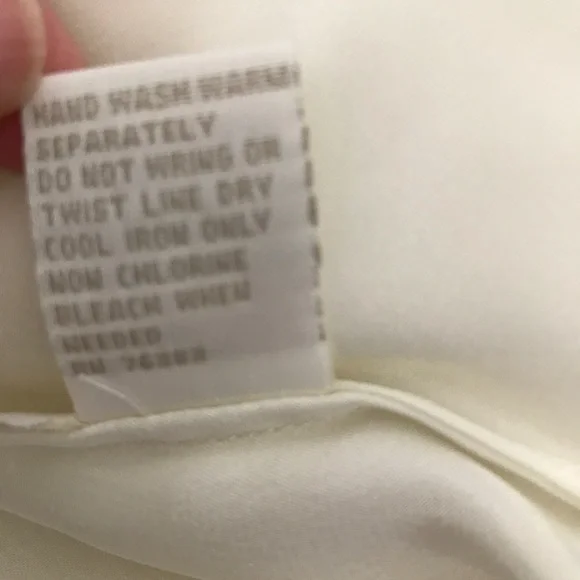 HAND WASH WARM
SEPARATELY
DO NOT WRING OR
TWIST LINE DRY
COOL IRON ONLY
NON CHLORINE
BLEACH WHEN
NEEDED
RN